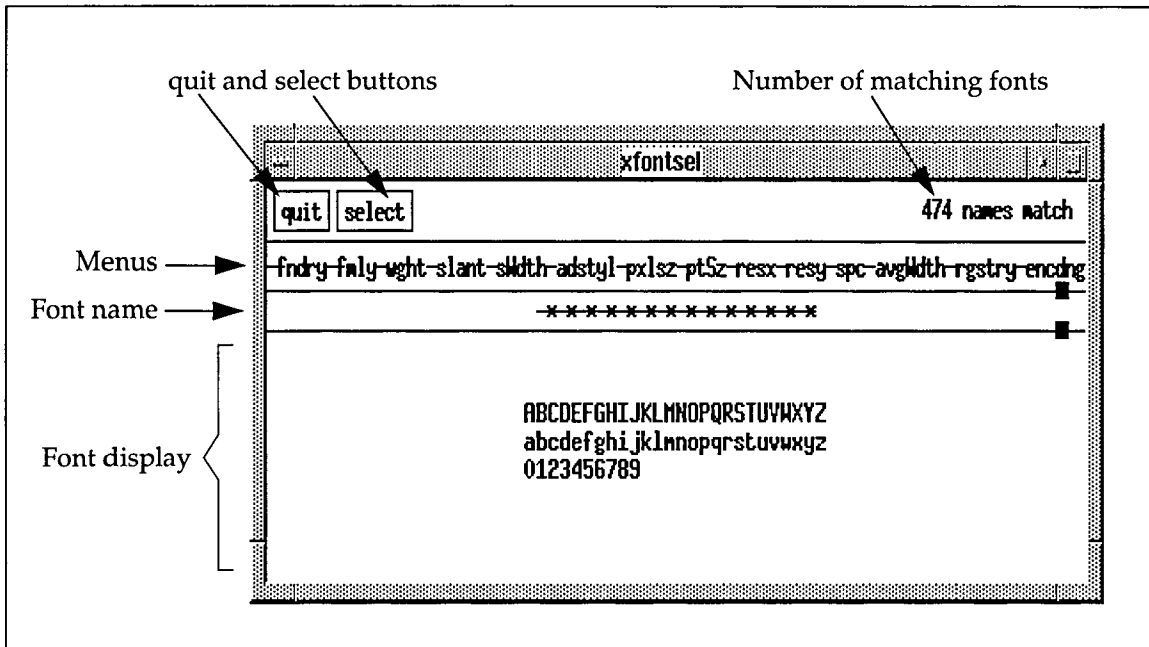 quit and select buttons
Number of matching fonts
xfontsel
quit select
474 names match
Menus
-fndry-fmly-wght-slant-sWdth-adstyl-pxlsz-ptSz-resx-resy-spc-avgWdth-rgstry-encdng
Font name
-*-*-*-*-*-*-*-*-*-*-*-*-*-*
Font display
ABCDEFGHIJKLMNOPQRSTUVWXYZ
abcdefghijklmnopqrstuvwxyz
0123456789